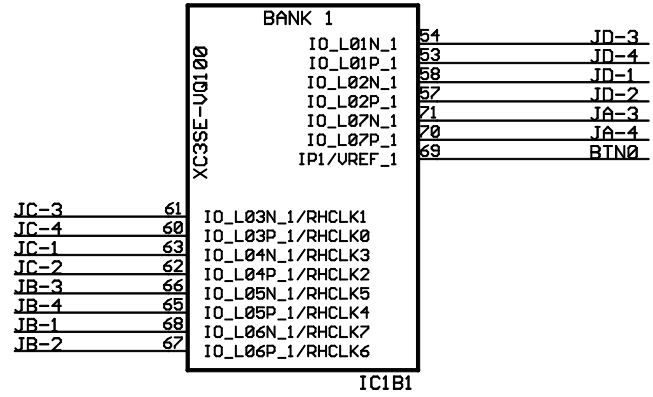 BANK 1
XC3SE-VQ100
IO_L01N_1 54 JD-3
IO_L01P_1 53 JD-4
IO_L02N_1 58 JD-1
IO_L02P_1 57 JD-2
IO_L07N_1 71 JA-3
IO_L07P_1 70 JA-4
IP1/VREF_1 69 BTN0
JC-3 61 IO_L03N_1/RHCLK1
JC-4 60 IO_L03P_1/RHCLK0
JC-1 63 IO_L04N_1/RHCLK3
JC-2 62 IO_L04P_1/RHCLK2
JB-3 66 IO_L05N_1/RHCLK5
JB-4 65 IO_L05P_1/RHCLK4
JB-1 68 IO_L06N_1/RHCLK7
JB-2 67 IO_L06P_1/RHCLK6
IC1B1